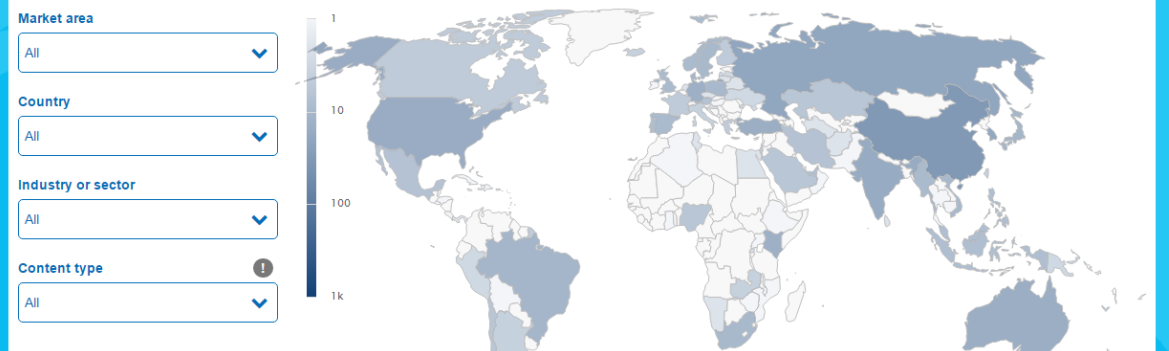 Market area
All
Country
All
Industry or sector
All
Content type
!
All
1
10
100
1k